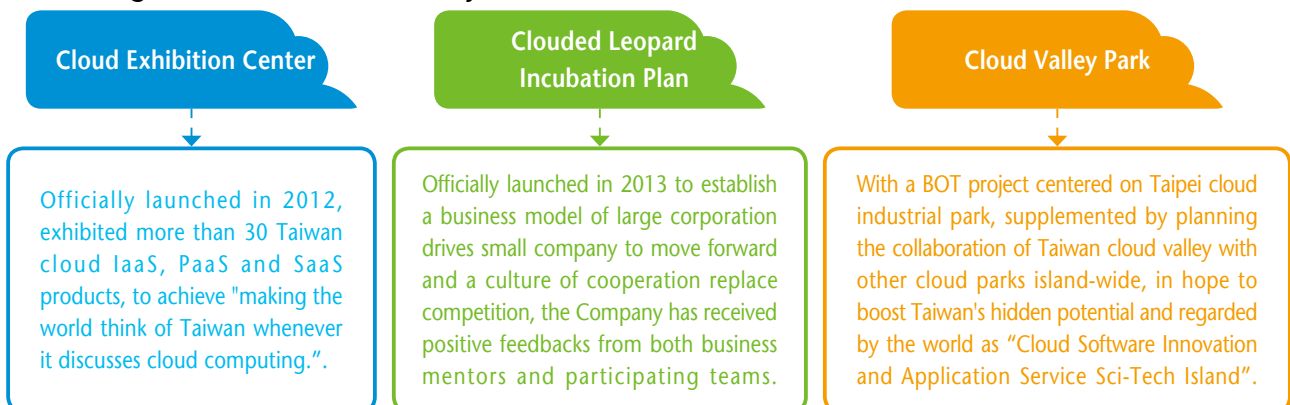 Cloud Exhibition Center
Officially launched in 2012,
exhibited more than 30 Taiwan
cloud IaaS, PaaS and SaaS
products, to achieve "making the
world think of Taiwan whenever
it discusses cloud computing.”.
Clouded Leopard
Incubation Plan
Officially launched in 2013 to establish
a business model of large corporation
drives small company to move forward
and a culture of cooperation replace
competition, the Company has received
positive feedbacks from both business
mentors and participating teams.
Cloud Valley Park
With a BOT project centered on Taipei cloud
industrial park, supplemented by planning
the collaboration of Taiwan cloud valley with
other cloud parks island-wide, in hope to
boost Taiwan's hidden potential and regarded
by the world as “Cloud Software Innovation
and Application Service Sci-Tech Island”.